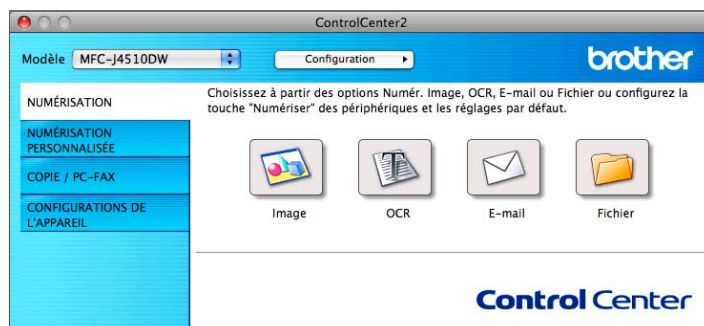 ControlCenter2
Modèle MFC-J4510DW Configuration brother
NUMÉRISATION
NUMÉRISATION
PERSONNALISÉE
COPIE / PC-FAX
CONFIGURATIONS DE
L'APPAREIL
Choisissez à partir des options Numér. Image, OCR, E-mail ou Fichier ou configurez la
touche "Numériser" des périphériques et les réglages par défaut.
Image OCR E-mail Fichier
Control Center